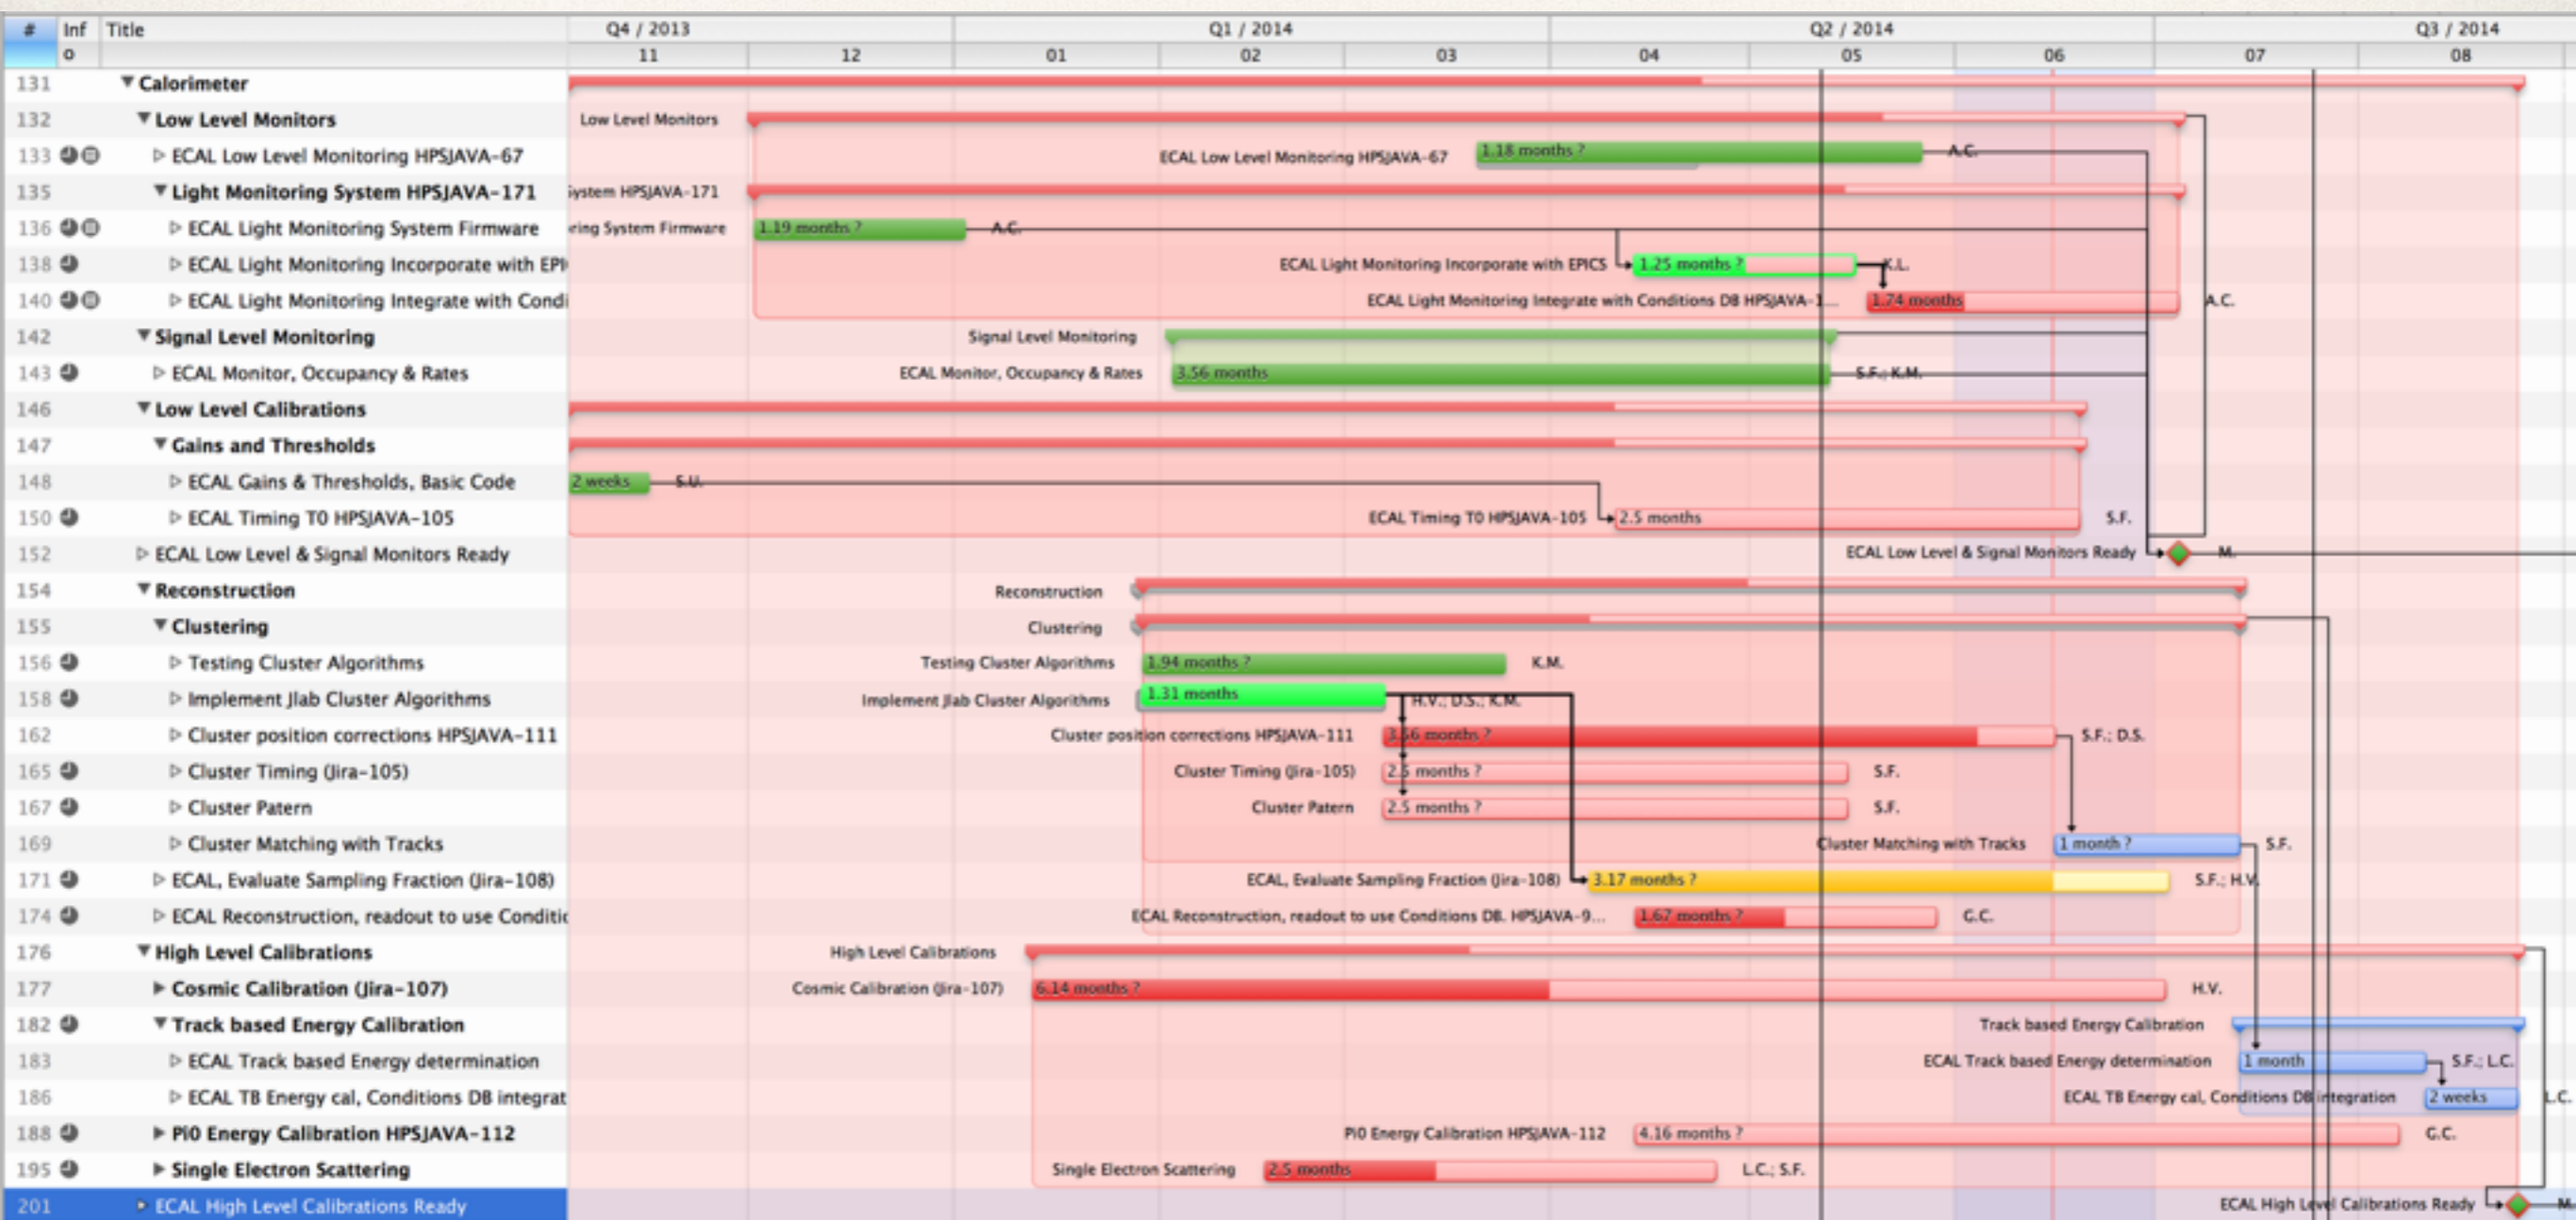 # Inf o Title Q4 / 2013 Q1 / 2014 Q2 / 2014 Q3 / 2014
11 12 01 02 03 04 05 06 07 08
131 Calorimeter
132 Low Level Monitors Low Level Monitors
133 ECAL Low Level Monitoring HPSJAVA-67 ECAL Low Level Monitoring HPSJAVA-67 1.18 months ? A.C.
135 Light Monitoring System HPSJAVA-171 System HPSJAVA-171
136 ECAL Light Monitoring System Firmware ring System Firmware 1.19 months ? A.C.
138 ECAL Light Monitoring Incorporate with EPI ECAL Light Monitoring Incorporate with EPICS 1.25 months ? K.L.
140 ECAL Light Monitoring Integrate with Condi ECAL Light Monitoring Integrate with Conditions DB HPSJAVA-1... 1.74 months A.C.
142 Signal Level Monitoring Signal Level Monitoring
143 ECAL Monitor, Occupancy & Rates ECAL Monitor, Occupancy & Rates 3.56 months S.F.; K.M.
146 Low Level Calibrations
147 Gains and Thresholds
148 ECAL Gains & Thresholds, Basic Code 2 weeks S.U.
150 ECAL Timing T0 HPSJAVA-105 ECAL Timing T0 HPSJAVA-105 2.5 months S.F.
152 ECAL Low Level & Signal Monitors Ready ECAL Low Level & Signal Monitors Ready M.
154 Reconstruction Reconstruction
155 Clustering Clustering
156 Testing Cluster Algorithms Testing Cluster Algorithms 1.94 months ? K.M.
158 Implement Jlab Cluster Algorithms Implement Jlab Cluster Algorithms 1.31 months H.V.; D.S.; K.M.
162 Cluster position corrections HPSJAVA-111 Cluster position corrections HPSJAVA-111 3.56 months ? S.F.; D.S.
165 Cluster Timing (Jira-105) Cluster Timing (Jira-105) 2.5 months ? S.F.
167 Cluster Patern Cluster Patern 2.5 months ? S.F.
169 Cluster Matching with Tracks Cluster Matching with Tracks 1 month ? S.F.
171 ECAL, Evaluate Sampling Fraction (Jira-108) ECAL, Evaluate Sampling Fraction (Jira-108) 3.17 months ? S.F.; H.V.
174 ECAL Reconstruction, readout to use Conditic ECAL Reconstruction, readout to use Conditions DB. HPSJAVA-9... 1.67 months ? G.C.
176 High Level Calibrations High Level Calibrations
177 Cosmic Calibration (Jira-107) Cosmic Calibration (Jira-107) 6.14 months ? H.V.
182 Track based Energy Calibration Track based Energy Calibration
183 ECAL Track based Energy determination ECAL Track based Energy determination 1 month S.F.; L.C.
186 ECAL TB Energy cal, Conditions DB integrat ECAL TB Energy cal, Conditions DB integration 2 weeks L.C.
188 Pi0 Energy Calibration HPSJAVA-112 Pi0 Energy Calibration HPSJAVA-112 4.16 months ? G.C.
195 Single Electron Scattering Single Electron Scattering 2.5 months L.C.; S.F.
201 ECAL High Level Calibrations Ready ECAL High Level Calibrations Ready M.